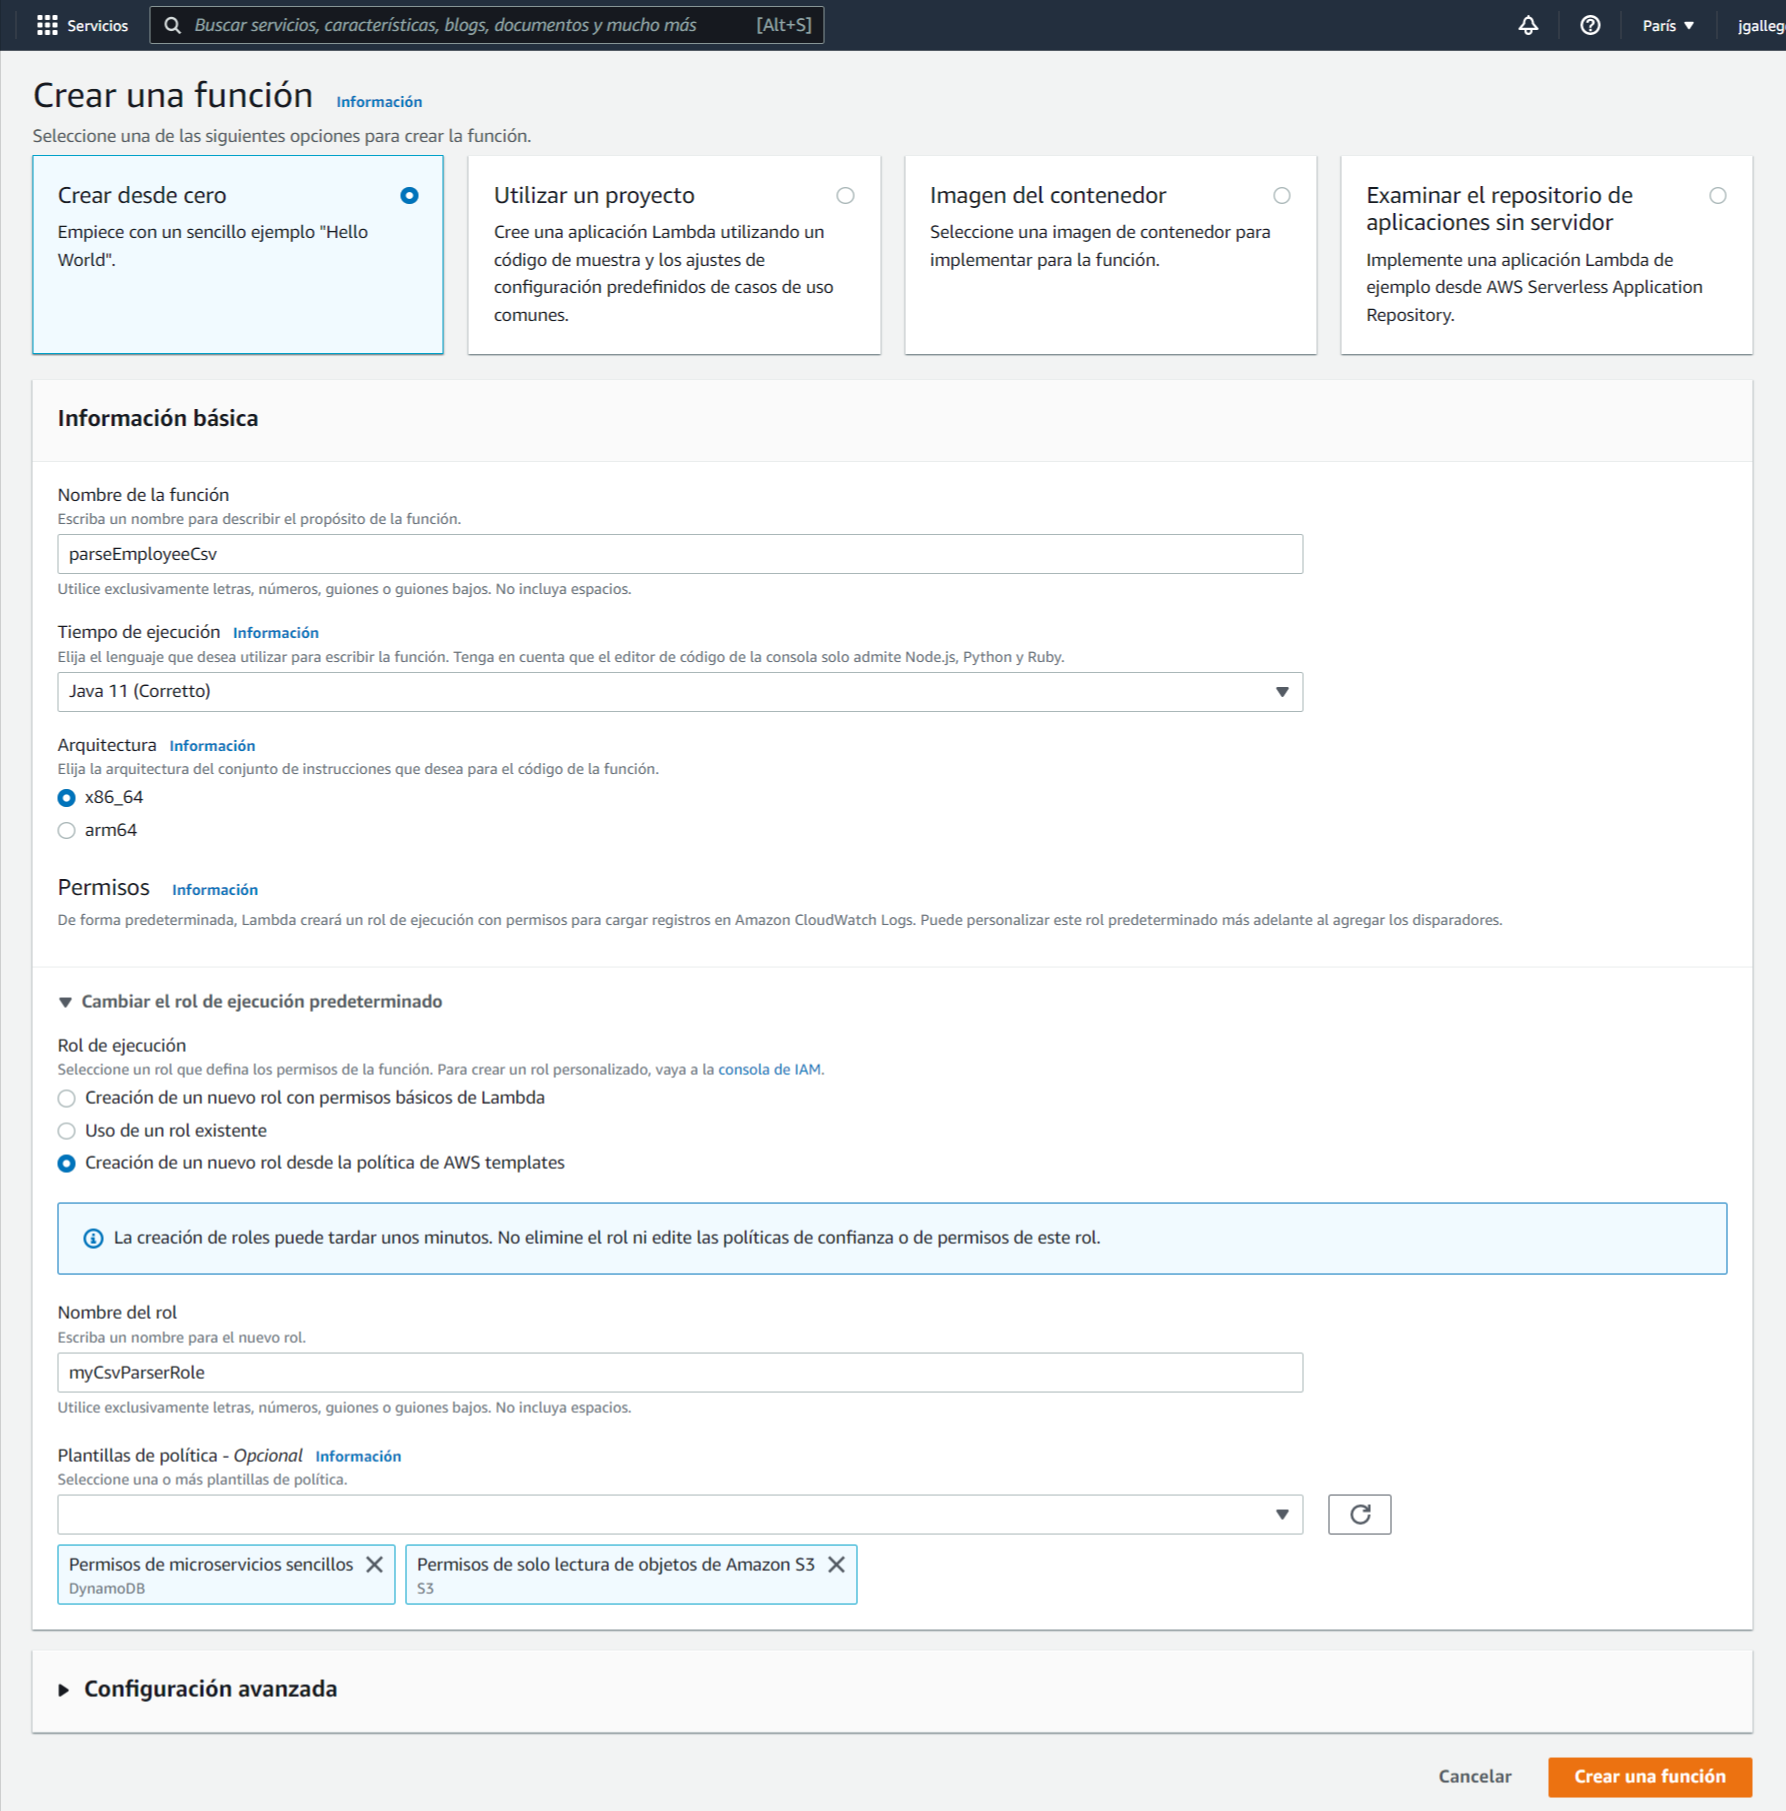 Servicios
Buscar servicios, características, blogs, documentos y mucho más [Alt+S]
París
jgalleg
Crear una función Información
Seleccione una de las siguientes opciones para crear la función.
Crear desde cero
Empiece con un sencillo ejemplo "Hello
World".
Utilizar un proyecto
Cree una aplicación Lambda utilizando un
código de muestra y los ajustes de
configuración predefinidos de casos de uso
comunes.
Imagen del contenedor
Seleccione una imagen de contenedor para
implementar para la función.
Examinar el repositorio de
aplicaciones sin servidor
Implemente una aplicación Lambda de
ejemplo desde AWS Serverless Application
Repository.
Información básica
Nombre de la función
Escriba un nombre para describir el propósito de la función.
parseEmployeeCsv
Utilice exclusivamente letras, números, guiones o guiones bajos. No incluya espacios.
Tiempo de ejecución Información
Elija el lenguaje que desea utilizar para escribir la función. Tenga en cuenta que el editor de código de la consola solo admite Node.js, Python y Ruby.
Java 11 (Corretto)
Arquitectura Información
Elija la arquitectura del conjunto de instrucciones que desea para el código de la función.
x86_64
arm64
Permisos Información
De forma predeterminada, Lambda creará un rol de ejecución con permisos para cargar registros en Amazon CloudWatch Logs. Puede personalizar este rol predeterminado más adelante al agregar los disparadores.
Cambiar el rol de ejecución predeterminado
Rol de ejecución
Seleccione un rol que defina los permisos de la función. Para crear un rol personalizado, vaya a la consola de IAM.
Creación de un nuevo rol con permisos básicos de Lambda
Uso de un rol existente
Creación de un nuevo rol desde la política de AWS templates
La creación de roles puede tardar unos minutos. No elimine el rol ni edite las políticas de confianza o de permisos de este rol.
Nombre del rol
Escriba un nombre para el nuevo rol.
myCsvParserRole
Utilice exclusivamente letras, números, guiones o guiones bajos. No incluya espacios.
Plantillas de política - Opcional Información
Seleccione una o más plantillas de política.
Permisos de microservicios sencillos
DynamoDB
Permisos de solo lectura de objetos de Amazon S3
S3
Configuración avanzada
Cancelar
Crear una función